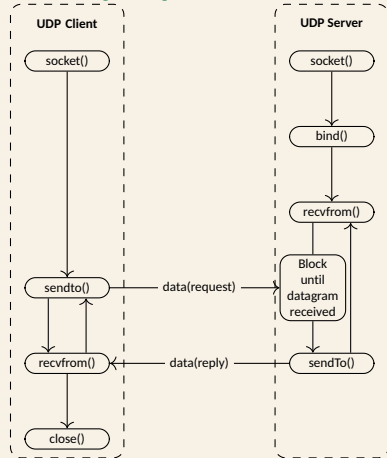 UDP Client
UDP Server
socket()
socket()
bind()
recvfrom()
Block
until
datagram
received
sendto()
data(request)
recvfrom()
data(reply)
sendTo()
close()